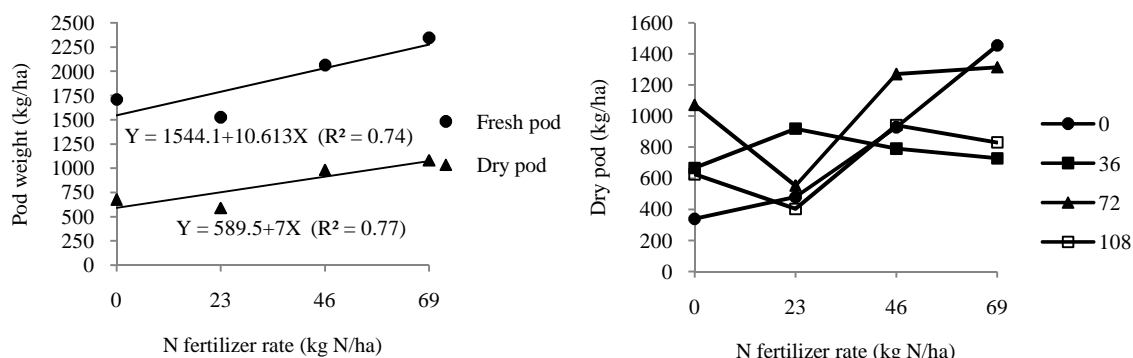 2500
2250
2000
1750
1500
1250
1000
750
500
250
0
Pod weight (kg/ha)
Y = 1544.1+10.613X (R² = 0.74)
Y = 589.5+7X (R² = 0.77)
0 23 46 69
N fertilizer rate (kg N/ha)
Fresh pod
Dry pod
1600
1400
1200
1000
800
600
400
200
0
Dry pod (kg/ha)
0 23 46 69
N fertilizer rate (kg N/ha)
0
36
72
108